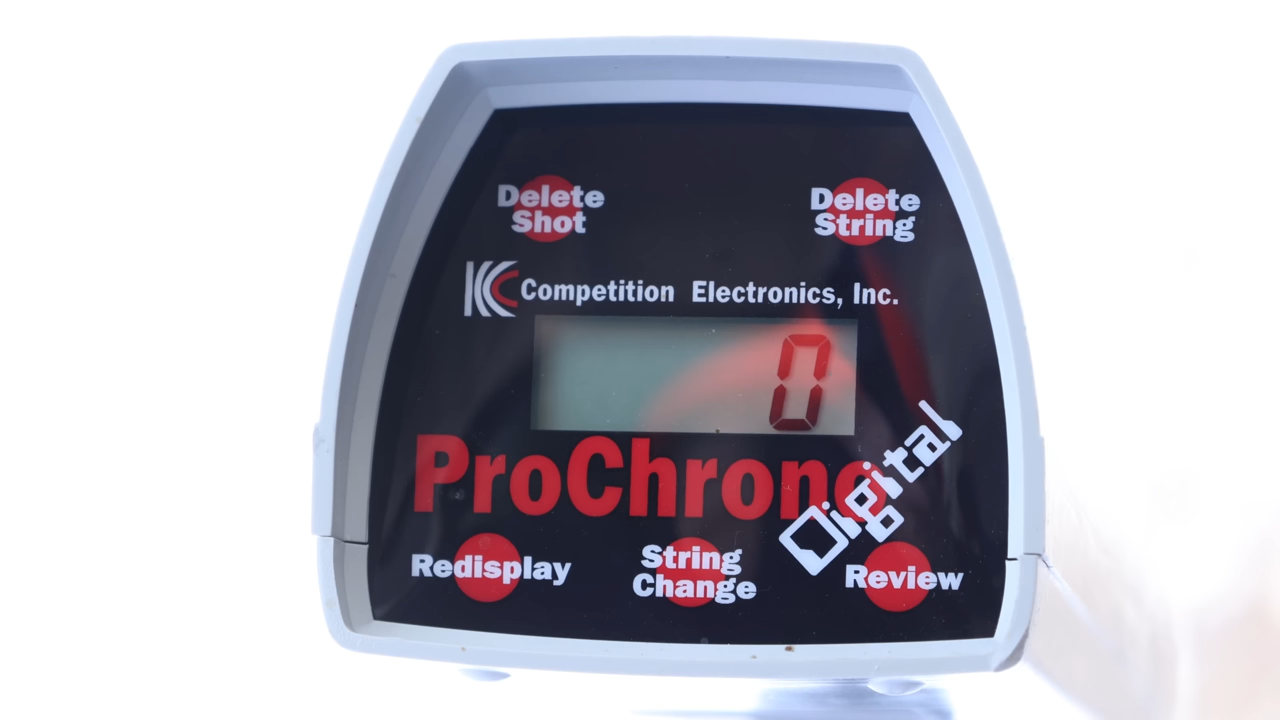 Delete
Shot
Delete
String
Competition Electronics, Inc.
0
ProChrono
Digital
Redisplay
String
Change
Review